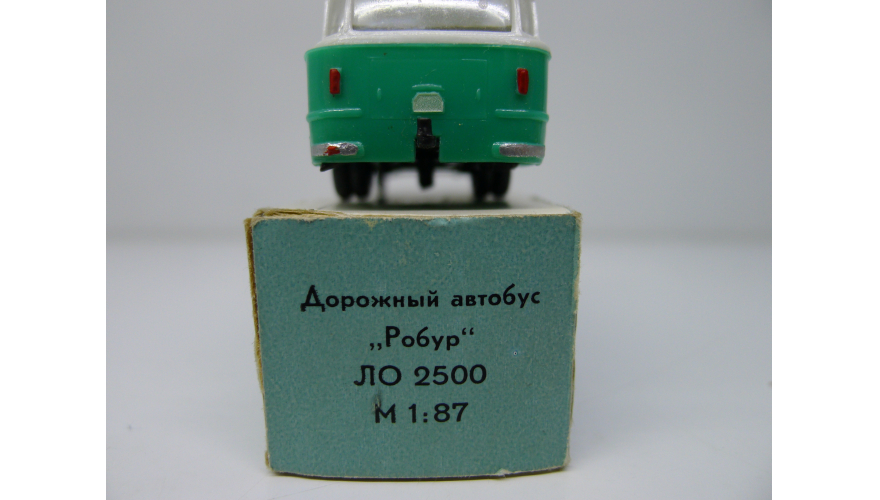 Дорожный автобус
„Робур“
ЛО 2500
М 1:87